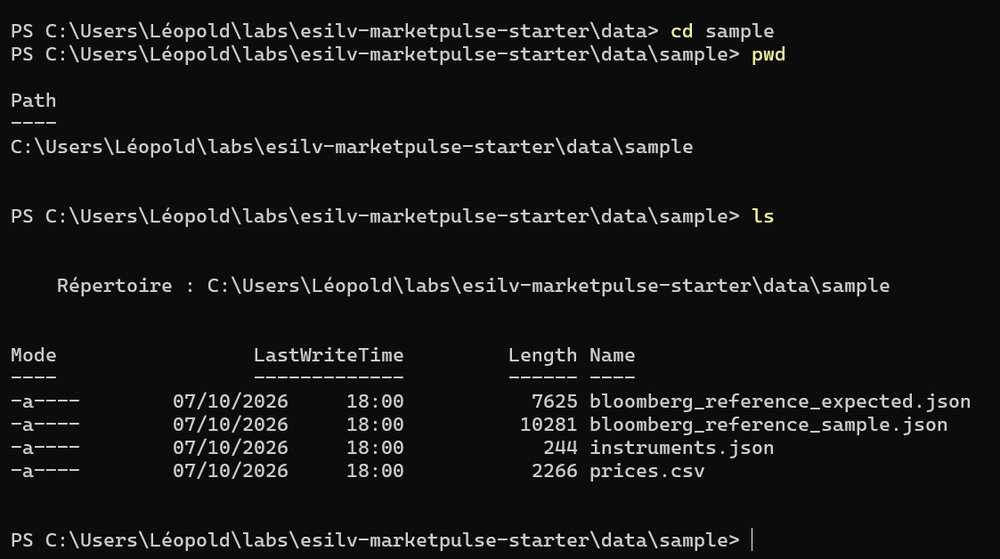 PS C:\Users\Léopold\labs\esilv-marketpulse-starter\data> cd sample
PS C:\Users\Léopold\labs\esilv-marketpulse-starter\data\sample> pwd
Path
----
C:\Users\Léopold\labs\esilv-marketpulse-starter\data\sample
PS C:\Users\Léopold\labs\esilv-marketpulse-starter\data\sample> ls
Répertoire : C:\Users\Léopold\labs\esilv-marketpulse-starter\data\sample
Mode LastWriteTime Length Name
---- ------------- ------ ----
-a---- 07/10/2026 18:00 7625 bloomberg_reference_expected.json
-a---- 07/10/2026 18:00 10281 bloomberg_reference_sample.json
-a---- 07/10/2026 18:00 244 instruments.json
-a---- 07/10/2026 18:00 2266 prices.csv
PS C:\Users\Léopold\labs\esilv-marketpulse-starter\data\sample>